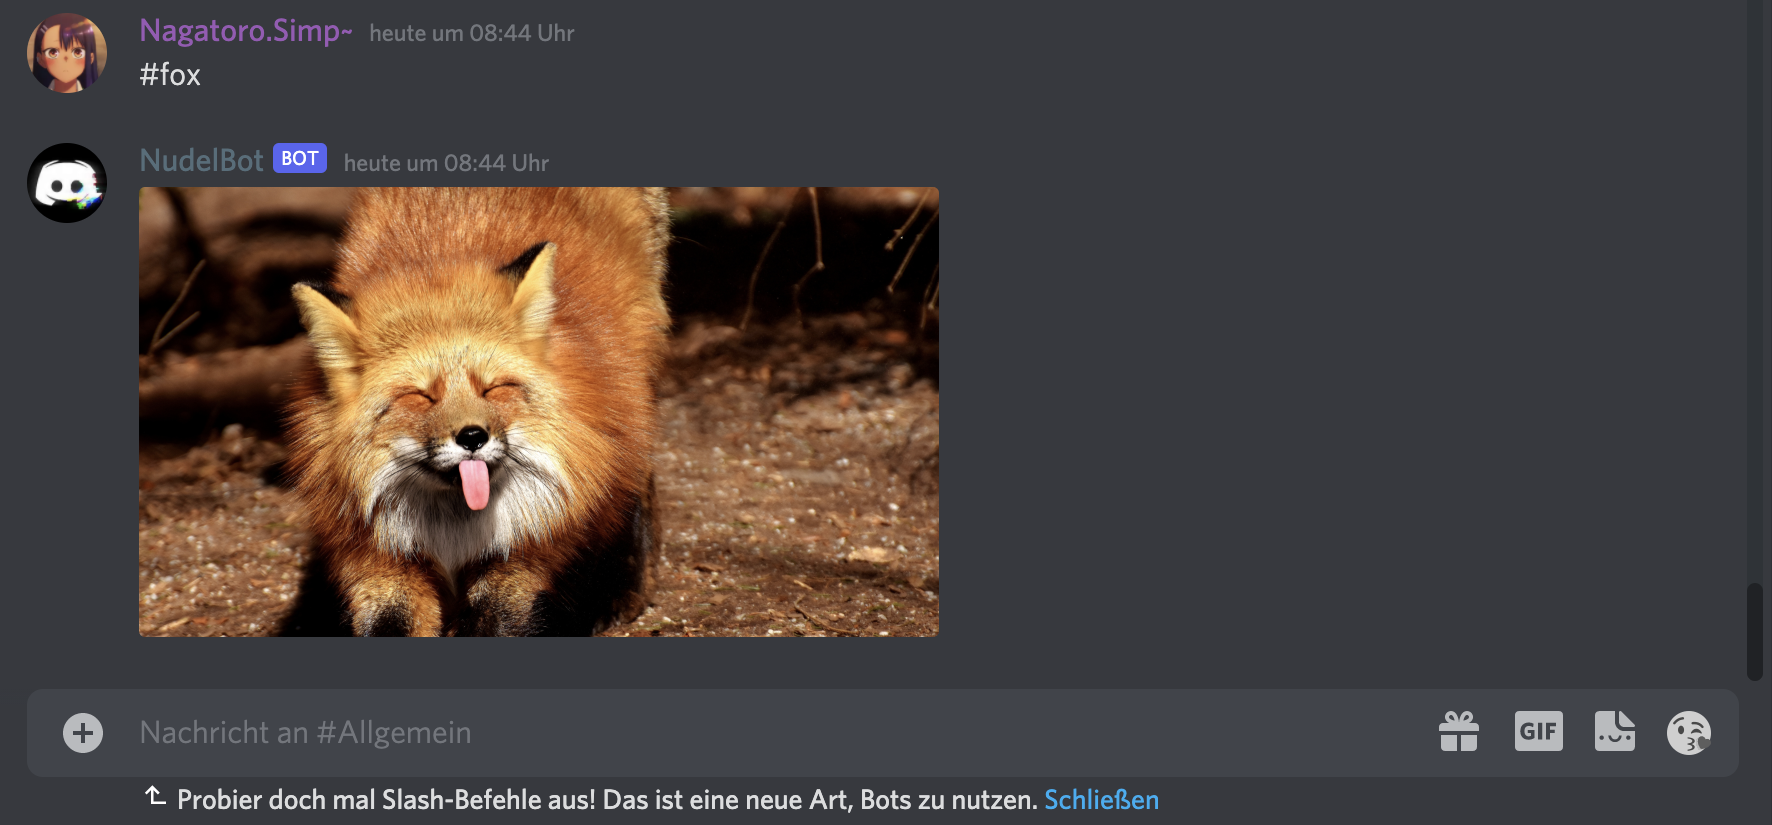 Nagatoro.Simp~ heute um 08:44 Uhr
#fox
NudelBot BOT heute um 08:44 Uhr
Nachricht an #Allgemein
GIF
Probier doch mal Slash-Befehle aus! Das ist eine neue Art, Bots zu nutzen. Schließen